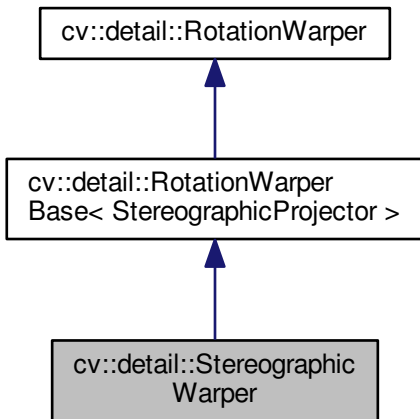 cv::detail::RotationWarper
cv::detail::RotationWarper
Base< StereographicProjector >
cv::detail::Stereographic
Warper